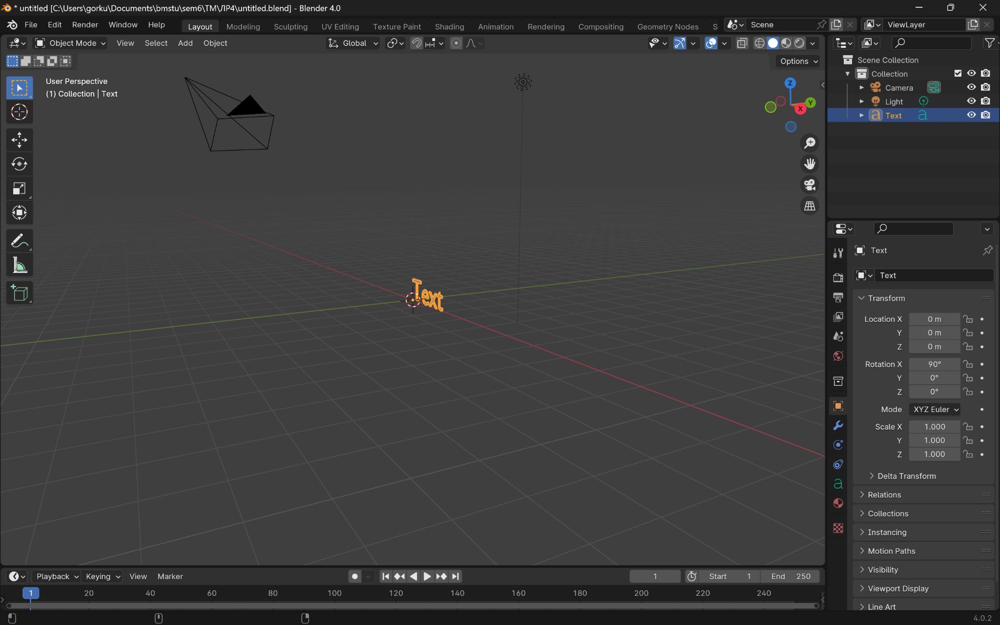 * untitled [C:\Users\gorku\Documents\bmstu\sem6\TM\ЛР4\untitled.blend] - Blender 4.0
File Edit Render Window Help Layout Modeling Sculpting UV Editing Texture Paint Shading Animation Rendering Compositing Geometry Nodes S Scene ViewLayer
Object Mode View Select Add Object Global
Options
User Perspective
(1) Collection | Text
Z
Y
X
Text
Scene Collection
Collection
Camera
Light
Text
Text
Text
Transform
Location X 0 m
Y 0 m
Z 0 m
Rotation X 90°
Y 0°
Z 0°
Mode XYZ Euler
Scale X 1.000
Y 1.000
Z 1.000
Delta Transform
Relations
Collections
Instancing
Motion Paths
Visibility
Viewport Display
Line Art
Playback Keying View Marker 1 Start 1 End 250
1 20 40 60 80 100 120 140 160 180 200 220 240
4.0.2